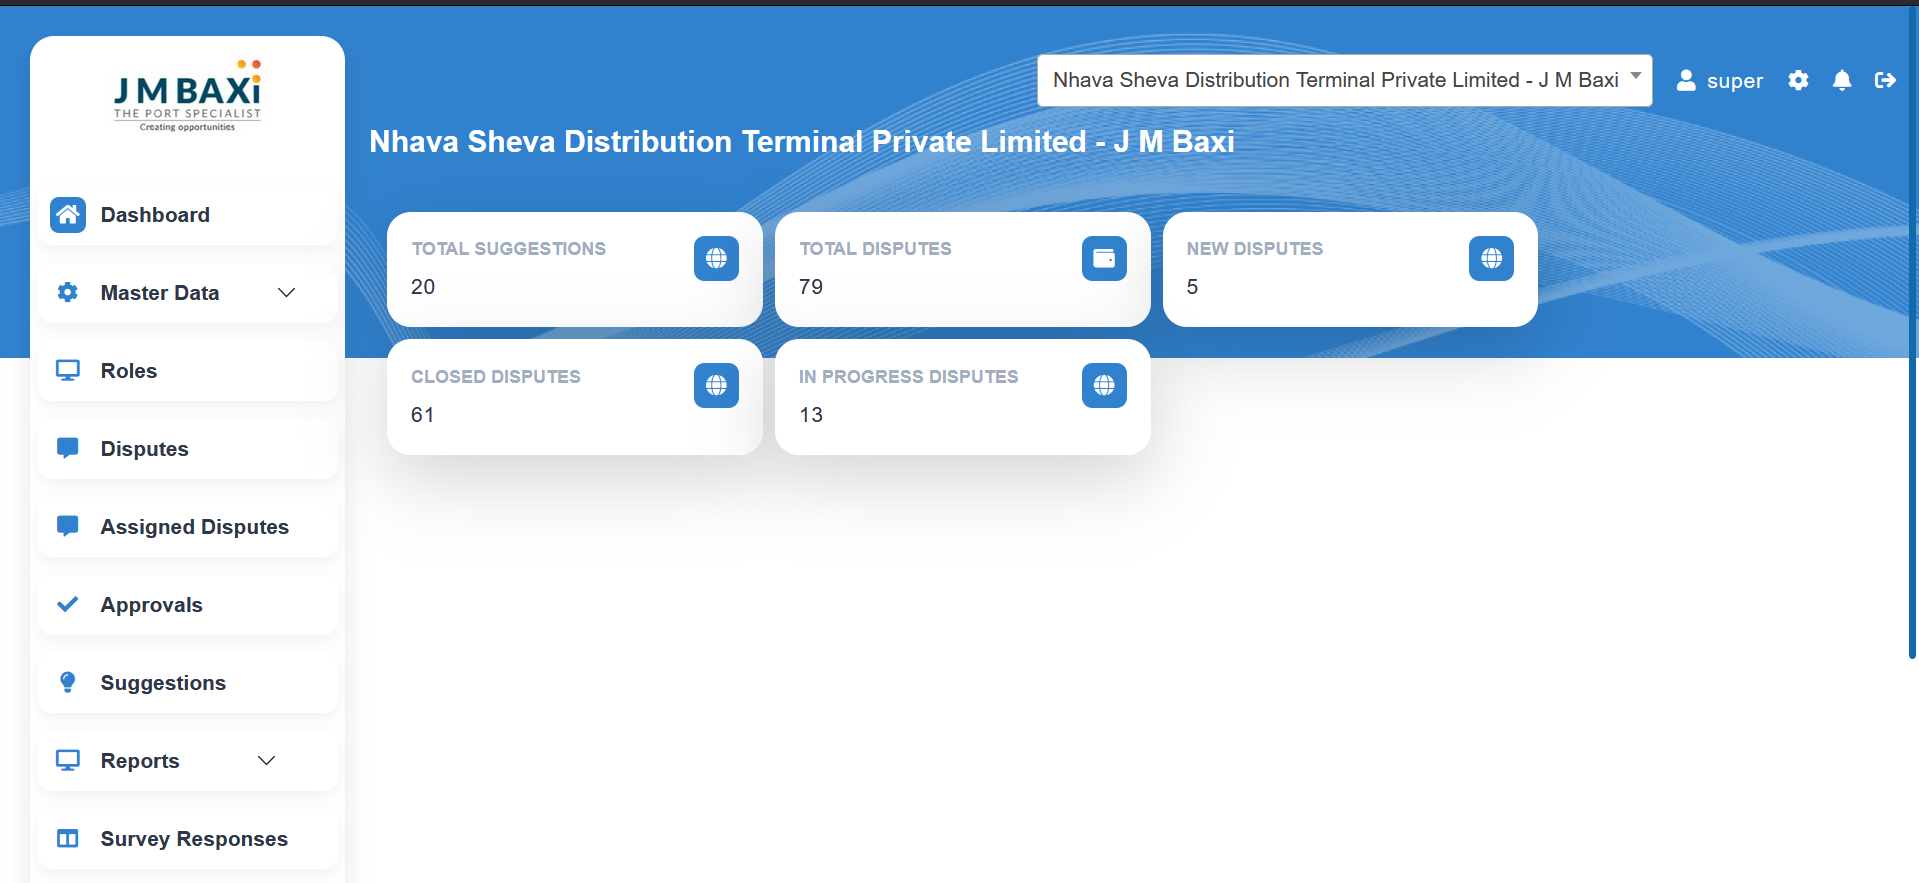 J M BAXi
THE PORT SPECIALIST
Creating opportunities
Nhava Sheva Distribution Terminal Private Limited - J M Baxi
super
Nhava Sheva Distribution Terminal Private Limited - J M Baxi
Dashboard
Master Data
Roles
Disputes
Assigned Disputes
Approvals
Suggestions
Reports
Survey Responses
TOTAL SUGGESTIONS
20
TOTAL DISPUTES
79
NEW DISPUTES
5
CLOSED DISPUTES
61
IN PROGRESS DISPUTES
13